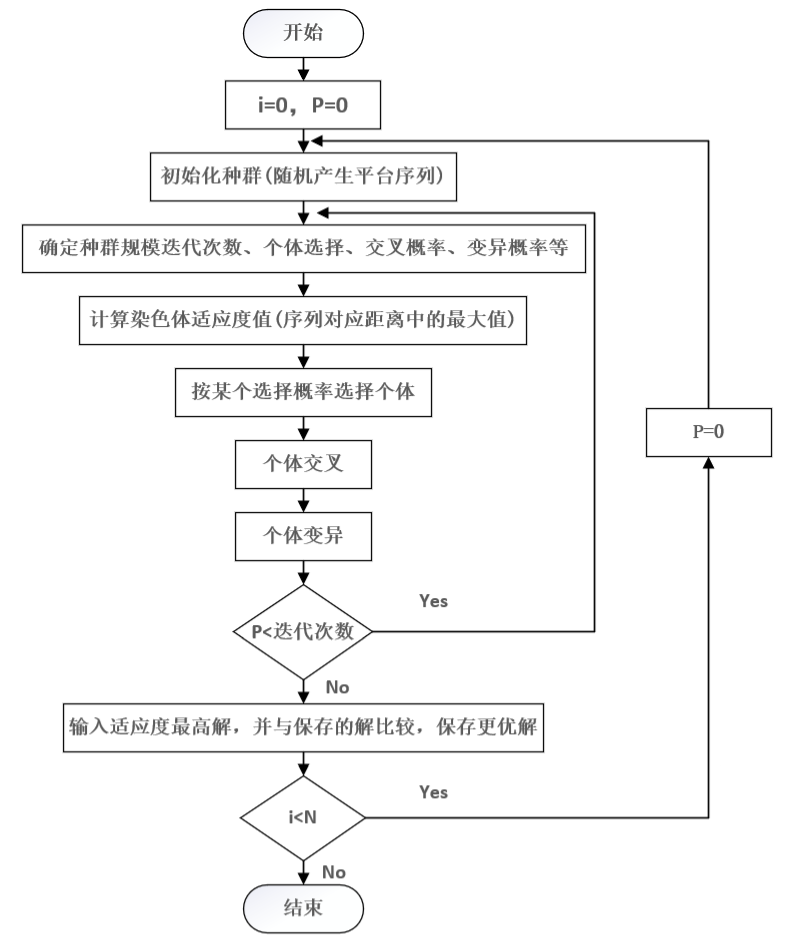 开始
i=0，P=0
初始化种群(随机产生平台序列)
确定种群规模迭代次数、个体选择、交叉概率、变异概率等
计算染色体适应度值(序列对应距离中的最大值)
按某个选择概率选择个体
P=0
个体交叉
个体变异
Yes
P<迭代次数
No
输入适应度最高解，并与保存的解比较，保存更优解
Yes
i<N
No
结束